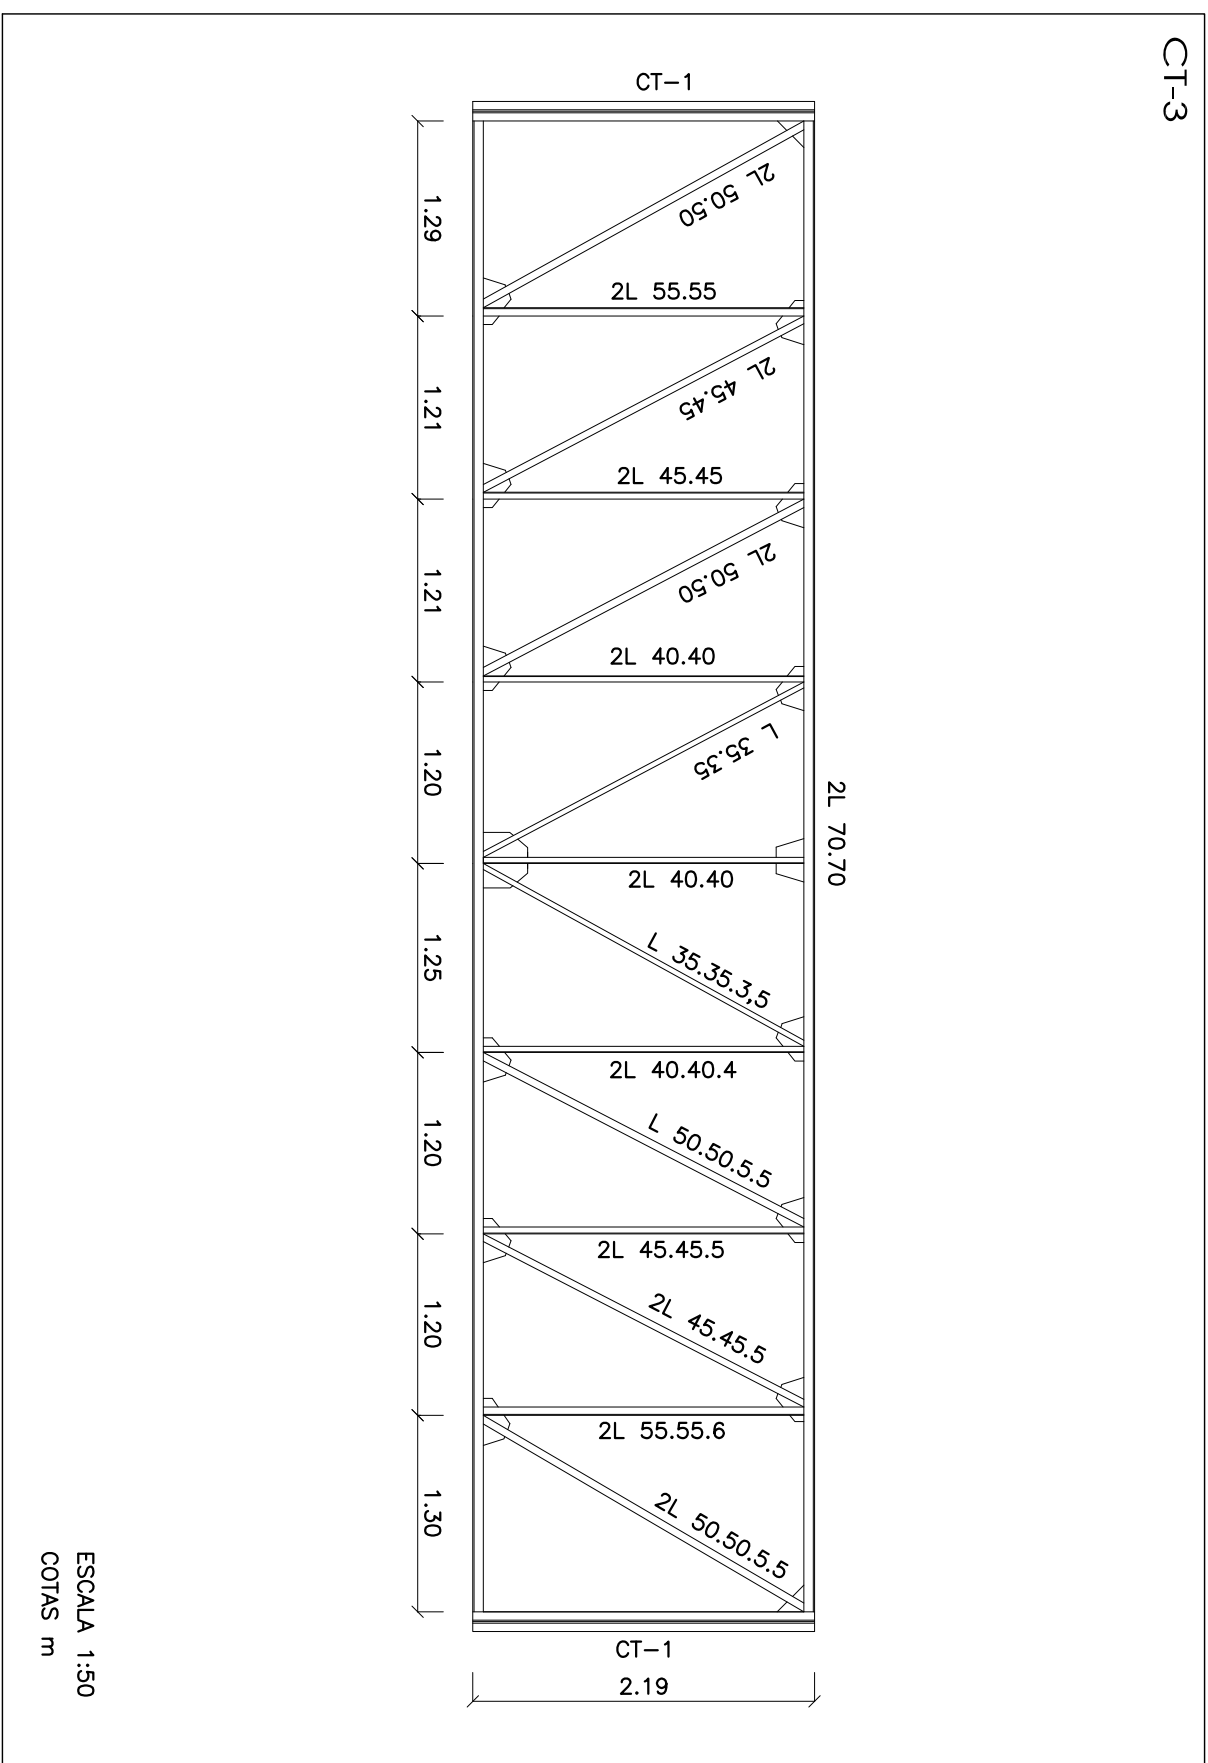 CT-3
CT-1
2L 50.50
2L 55.55
2L 45.45
2L 45.45
2L 50.50
2L 40.40
L 35.35
2L 70.70
2L 40.40
L 35.35.3,5
2L 40.40.4
L 50.50.5.5
2L 45.45.5
2L 45.45.5
2L 55.55.6
2L 50.50.5.5
CT-1
2.19
1.29
1.21
1.21
1.20
1.25
1.20
1.20
1.30
ESCALA 1:50
COTAS m